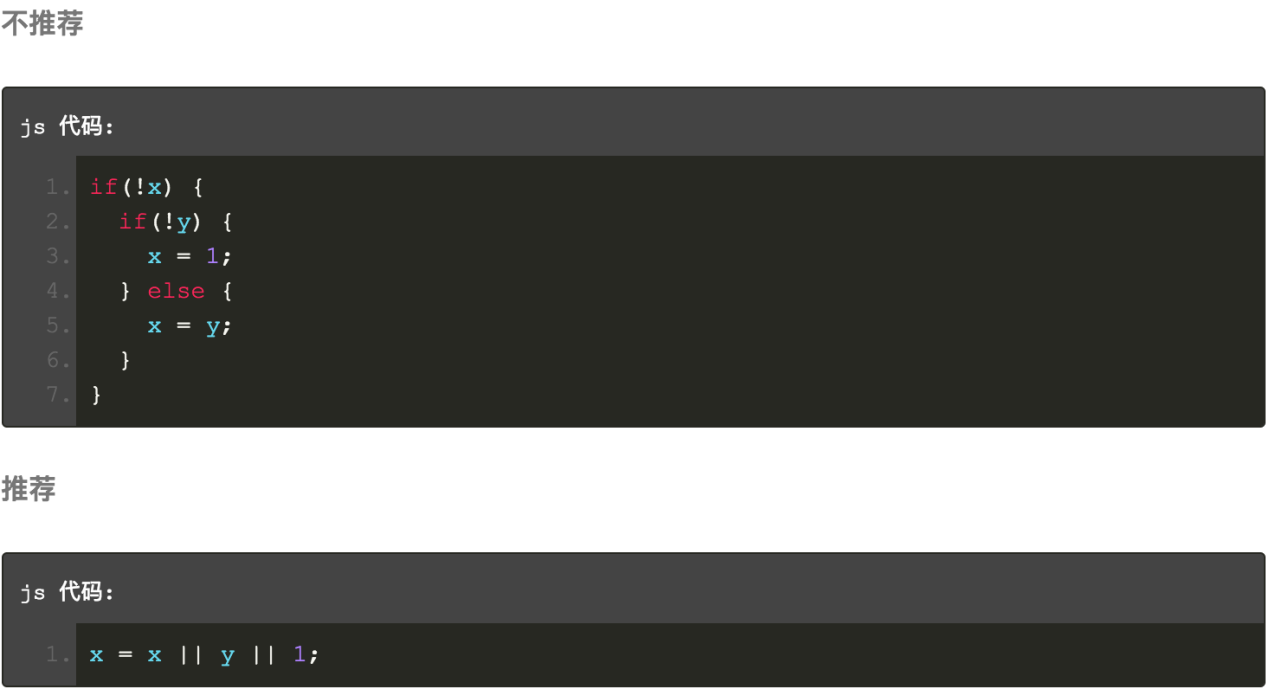 不推荐
js 代码:
1. if(!x) {
2.   if(!y) {
3.     x = 1;
4.   } else {
5.     x = y;
6.   }
7. }
推荐
js 代码:
1. x = x || y || 1;